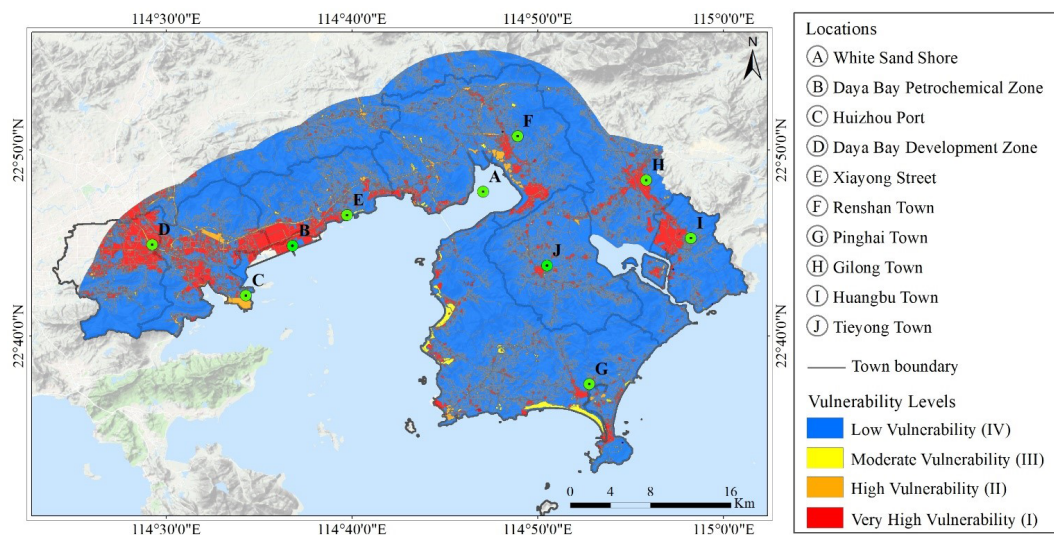 114°30'0"E 114°40'0"E 114°50'0"E 115°0'0"E
N
22°50'0"N 22°50'0"N
22°40'0"N 22°40'0"N
F
H
A
E
I
D
B
J
C
G
0 4 8 16
Km
114°30'0"E 114°40'0"E 114°50'0"E 115°0'0"E
Locations
A White Sand Shore
B Daya Bay Petrochemical Zone
C Huizhou Port
D Daya Bay Development Zone
E Xiayong Street
F Renshan Town
G Pinghai Town
H Gilong Town
I Huangbu Town
J Tieyong Town
Town boundary
Vulnerability Levels
Low Vulnerability (IV)
Moderate Vulnerability (III)
High Vulnerability (II)
Very High Vulnerability (I)